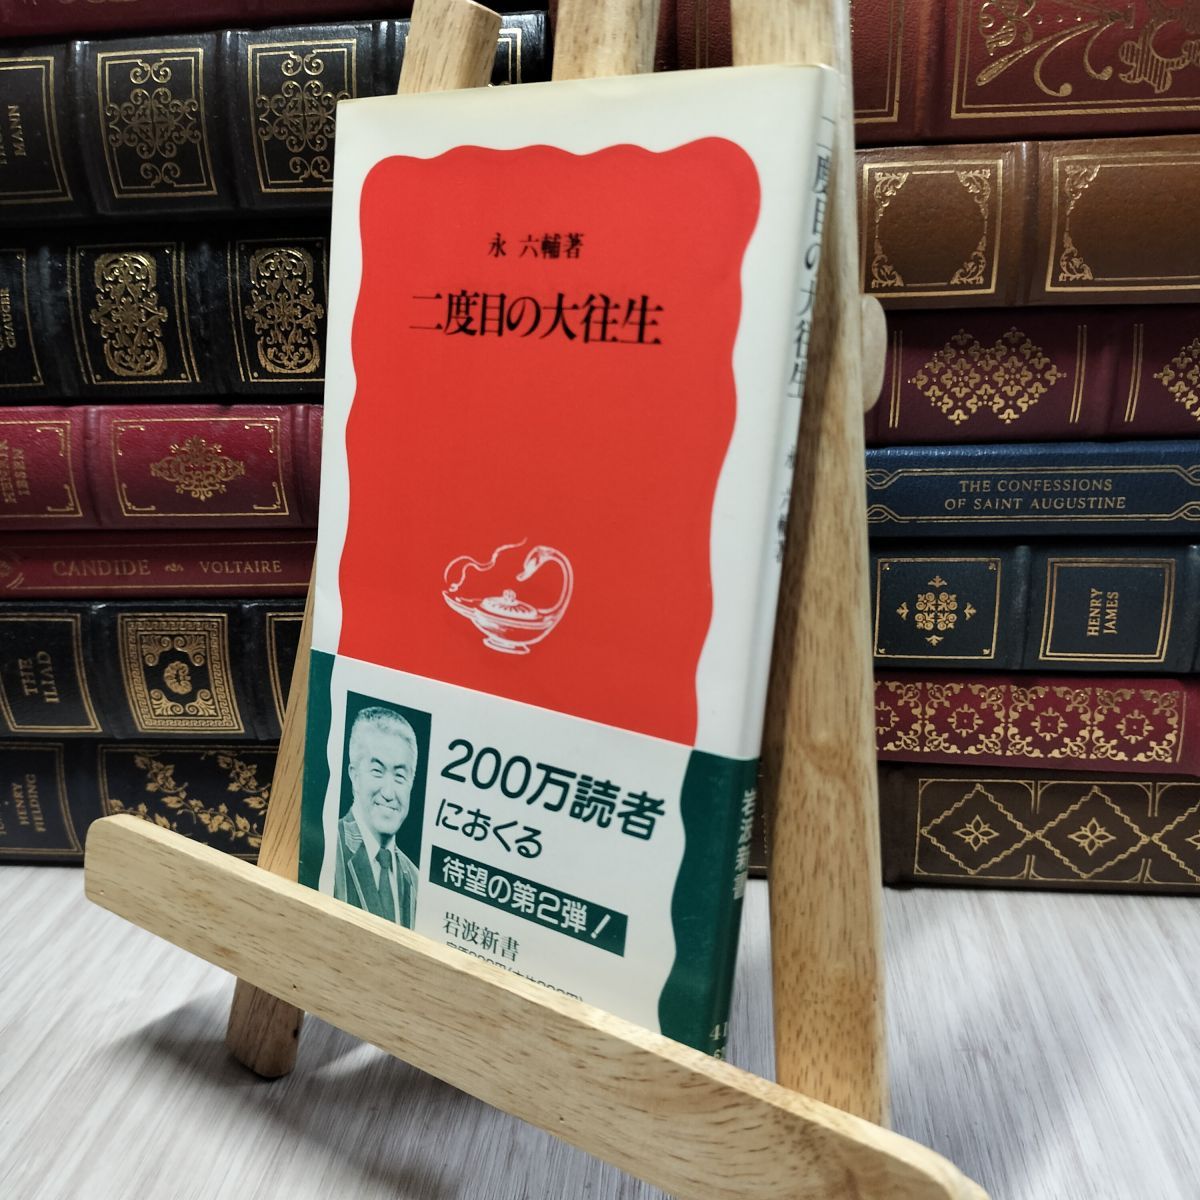 永 六輔著
二度目の大往生
200万読者
におくる
待望の第2弾!
岩波新書
二度目の大往生
岩波新書
41
MANN
CANDIDE
VOLTAIRE
THE
ILIAD
HENRY
FIELDING
IBSEN
THE CONFESSIONS
OF SAINT AUGUSTINE
HENRY
JAMES